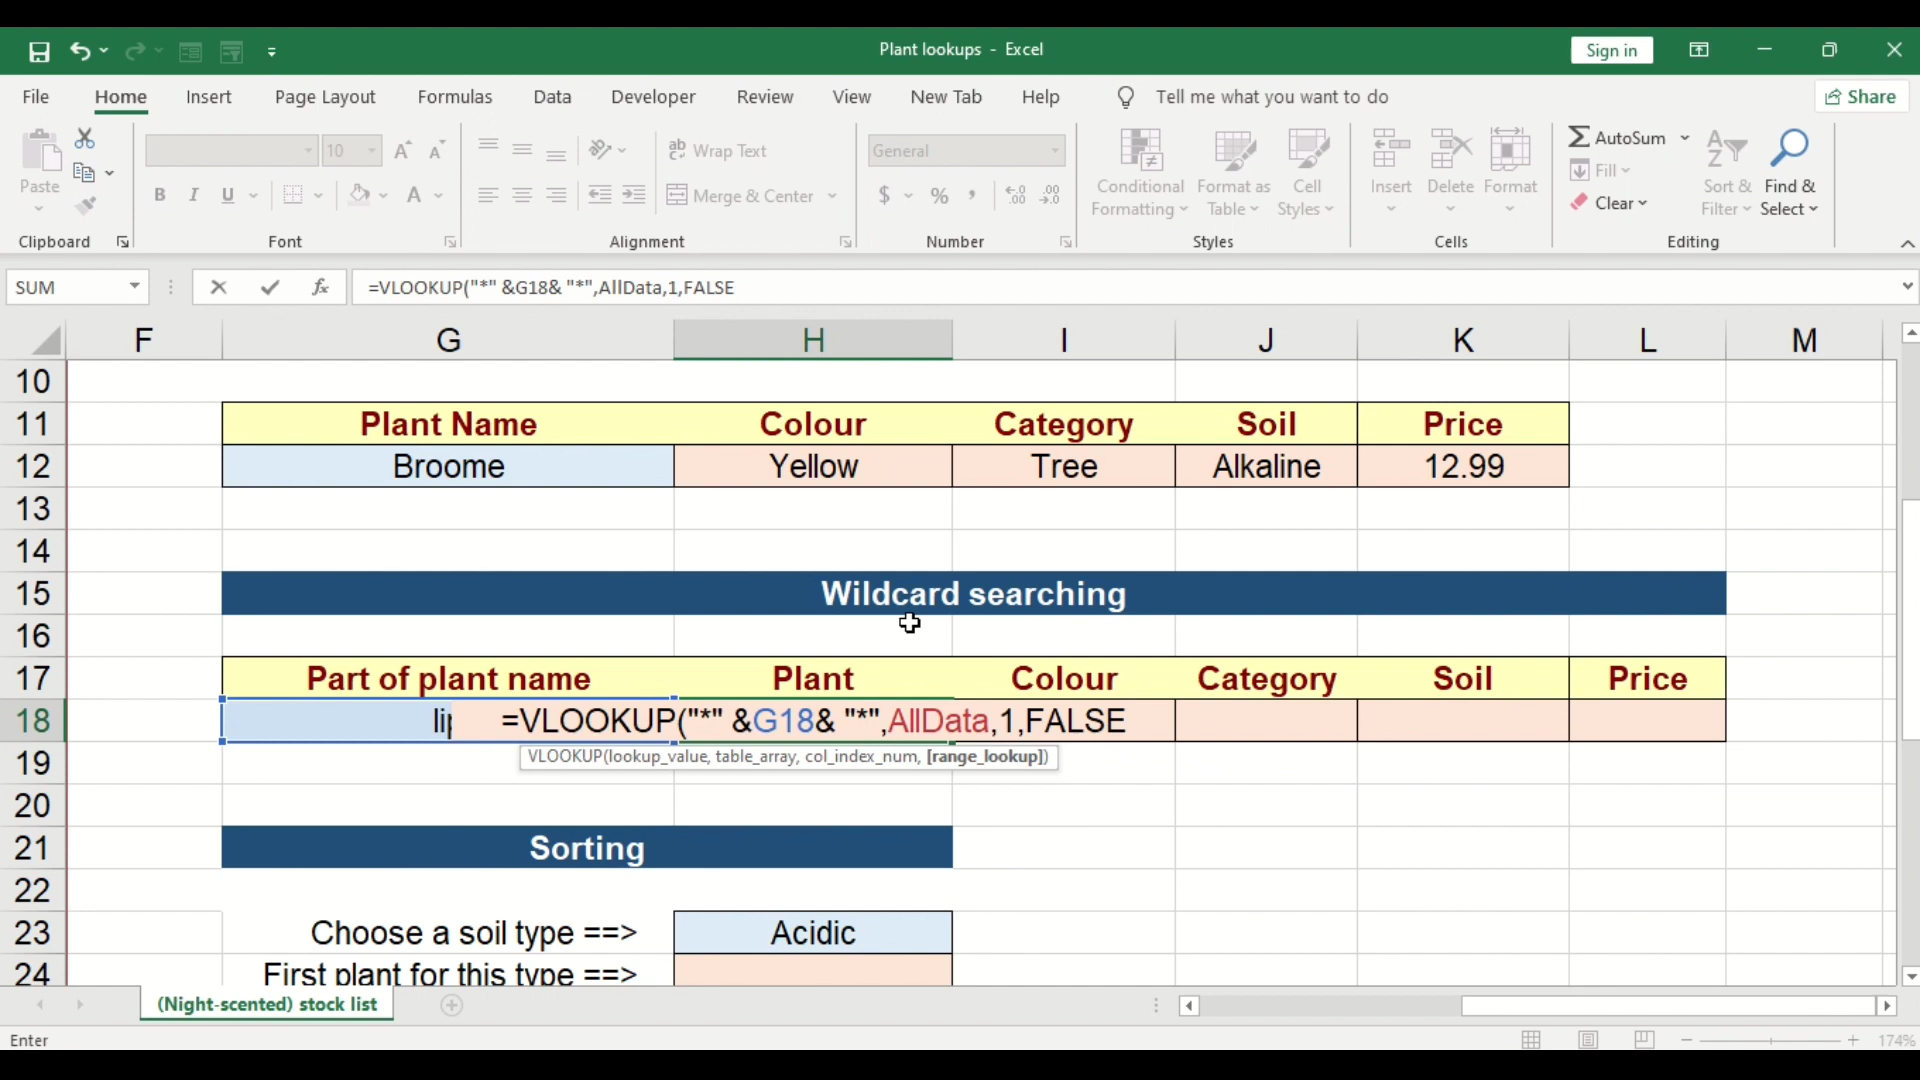 Plant lookups - Excel
Sign in
File Home Insert Page Layout Formulas Data Developer Review View New Tab Help Tell me what you want to do Share
Paste
10
Wrap Text
Merge & Center
General
Conditional Formatting
Format as Table
Cell Styles
Insert
Delete
Format
AutoSum
Fill
Clear
Sort & Filter
Find & Select
Clipboard Font Alignment Number Styles Cells Editing
SUM
=VLOOKUP("*" &G18& "*",AllData,1,FALSE
F G H I J K L M
10
11 Plant Name Colour Category Soil Price
12 Broome Yellow Tree Alkaline 12.99
13
14
15 Wildcard searching
16
17 Part of plant name Plant Colour Category Soil Price
18 lip =VLOOKUP("*" &G18& "*",AllData,1,FALSE
VLOOKUP(lookup_value, table_array, col_index_num, [range_lookup])
19
20
21 Sorting
22
23 Choose a soil type ==> Acidic
24 First plant for this type ==>
(Night-scented) stock list
Enter
174%